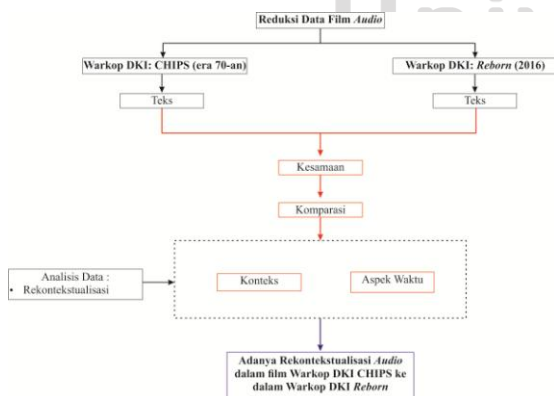 Reduksi Data Film Audio
Warkop DKI: CHIPS (era 70-an)
Warkop DKI: Reborn (2016)
Teks
Teks
Kesamaan
Komparasi
Analisis Data :
• Rekontekstualisasi
Konteks
Aspek Waktu
Adanya Rekontekstualisasi Audio
dalam film Warkop DKI CHIPS ke
dalam Warkop DKI Reborn